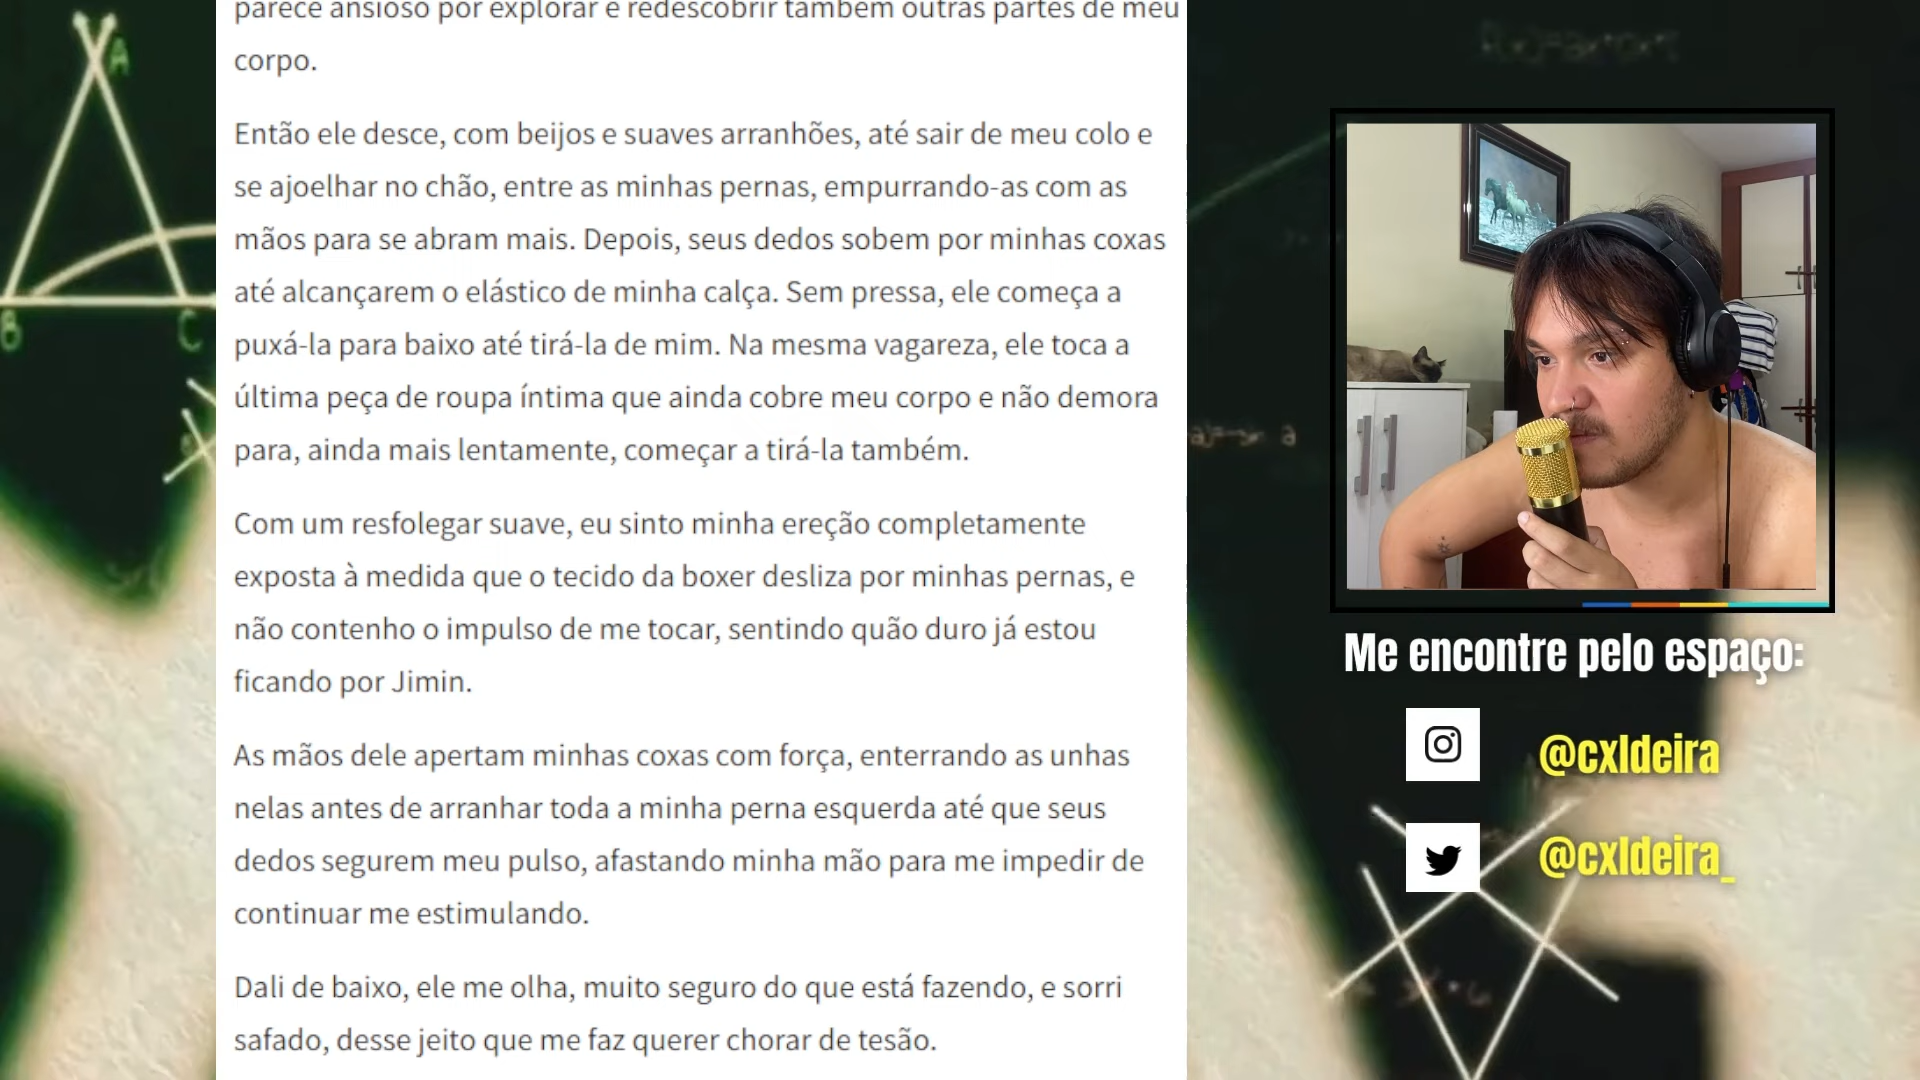 parece ansioso por explorar e redescobrir também outras partes de meu
corpo.
Então ele desce, com beijos e suaves arranhões, até sair de meu colo e
se ajoelhar no chão, entre as minhas pernas, empurrando-as com as
mãos para se abram mais. Depois, seus dedos sobem por minhas coxas
até alcançarem o elástico de minha calça. Sem pressa, ele começa a
puxá-la para baixo até tirá-la de mim. Na mesma vagareza, ele toca a
última peça de roupa íntima que ainda cobre meu corpo e não demora
para, ainda mais lentamente, começar a tirá-la também.
Com um resfolegar suave, eu sinto minha ereção completamente
exposta à medida que o tecido da boxer desliza por minhas pernas, e
não contenho o impulso de me tocar, sentindo quão duro já estou
ficando por Jimin.
As mãos dele apertam minhas coxas com força, enterrando as unhas
nelas antes de arranhar toda a minha perna esquerda até que seus
dedos segurem meu pulso, afastando minha mão para me impedir de
continuar me estimulando.
Dali de baixo, ele me olha, muito seguro do que está fazendo, e sorri
safado, desse jeito que me faz querer chorar de tesão.
Me encontre pelo espaço:
@cxldeira
@cxldeira_
A
B
C